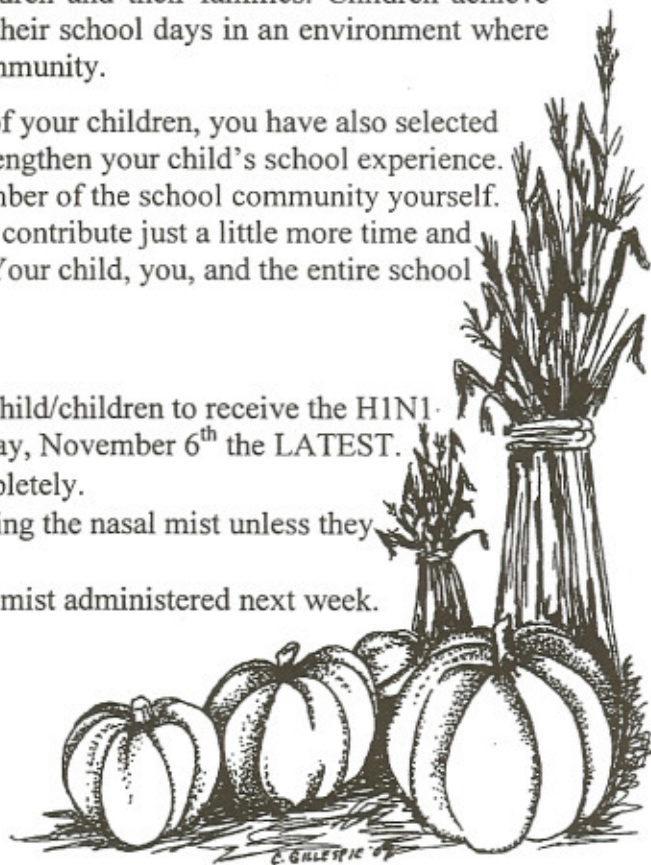 their families. Children achieve
their school days in an environment where
mmunity.
of your children, you have also selected
engthen your child's school experience.
mber of the school community yourself.
contribute just a little more time and
Your child, you, and the entire school
hild/children to receive the H1N1
ay, November 6th the LATEST.
pletely.
ing the nasal mist unless they
mist administered next week.
C. GILLESPIE